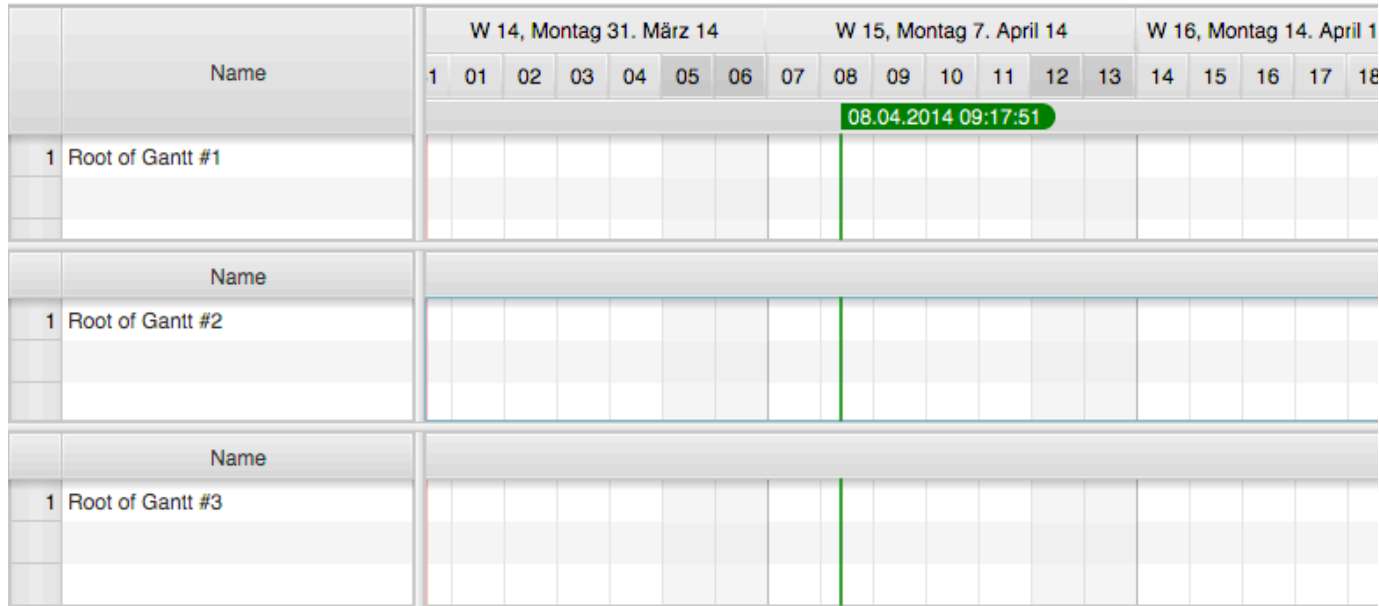 W 14, Montag 31. März 14 W 15, Montag 7. April 14 W 16, Montag 14. April 1
Name
1 01 02 03 04 05 06 07 08 09 10 11 12 13 14 15 16 17 18
08.04.2014 09:17:51
1 Root of Gantt #1
Name
1 Root of Gantt #2
Name
1 Root of Gantt #3